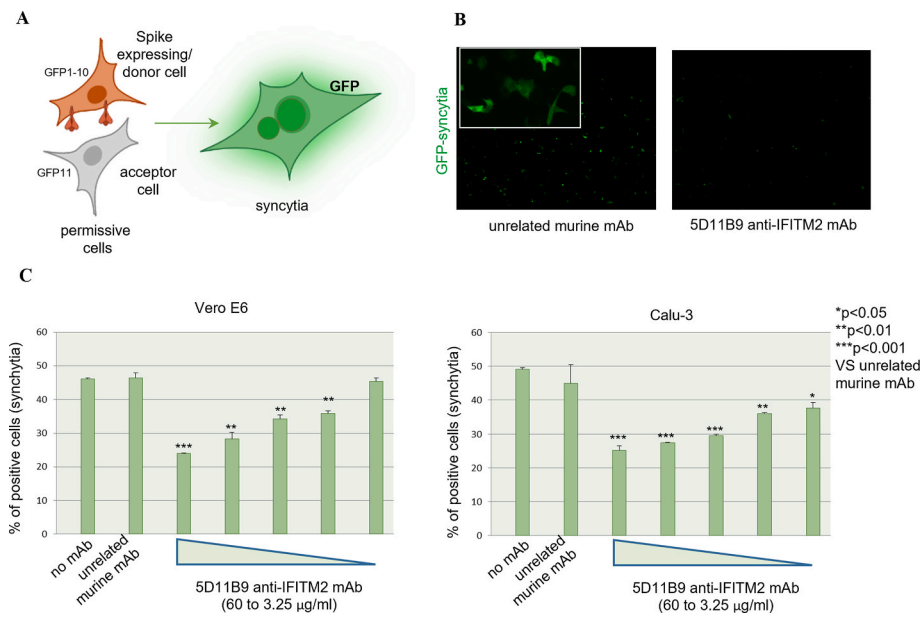 A
Spike
expressing/
donor cell
GFP1-10
GFP11
acceptor
cell
permissive
cells
GFP
syncytia
B
GFP-syncytia
unrelated murine mAb
5D11B9 anti-IFITM2 mAb
C
Vero E6
% of positive cells (synchytia)
60
50
40
30
20
10
0
***
**
**
**
no mAb
unrelated
murine mAb
5D11B9 anti-IFITM2 mAb
(60 to 3.25 µg/ml)
Calu-3
% of positive cells (synchytia)
60
50
40
30
20
10
0
***
***
***
**
*
no mAb
unrelated
murine mAb
5D11B9 anti-IFITM2 mAb
(60 to 3.25 µg/ml)
*p<0.05
**p<0.01
***p<0.001
VS unrelated
murine mAb